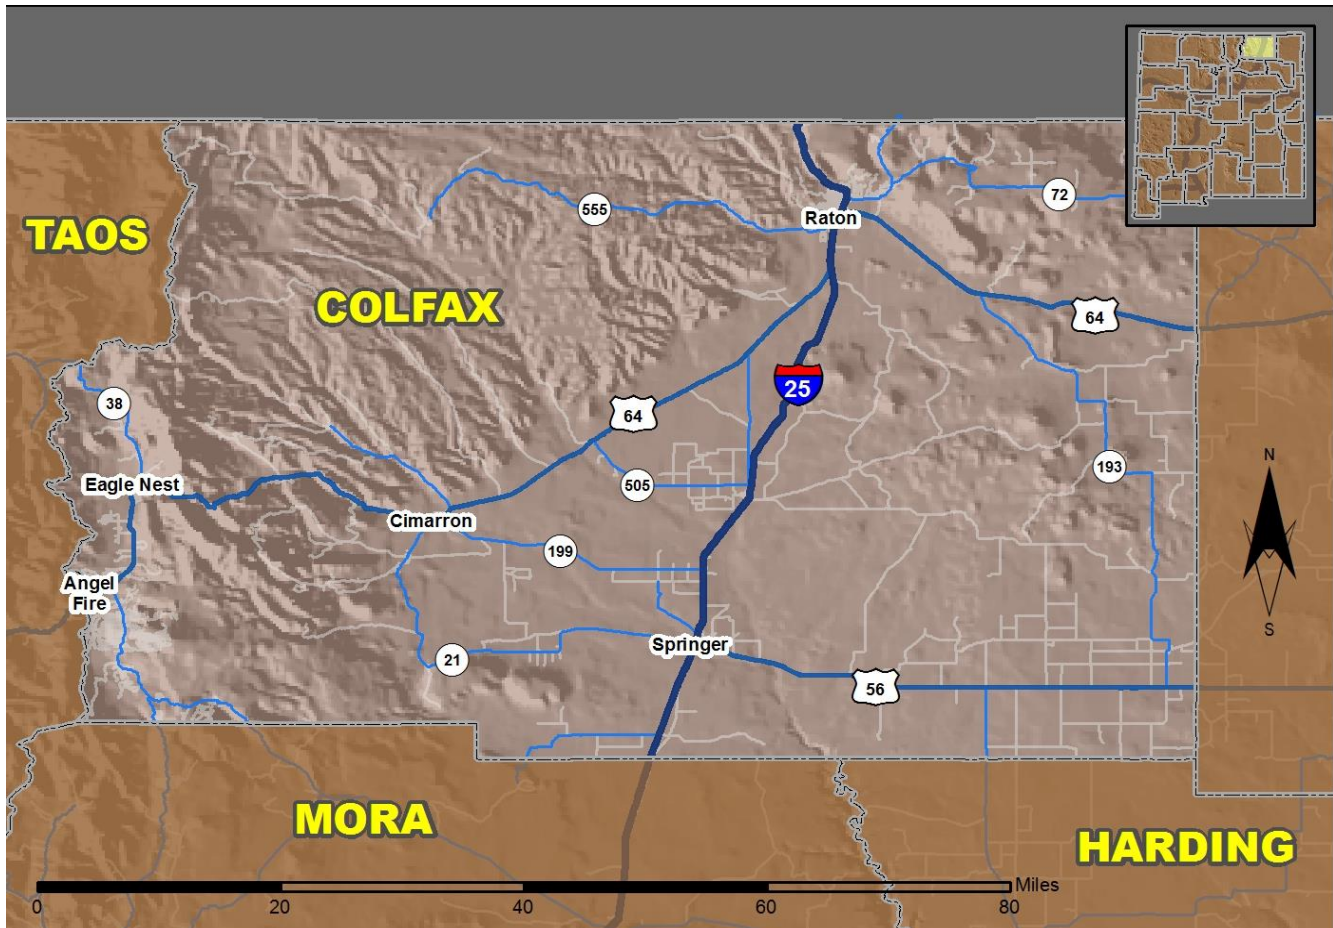 72
555
Raton
TAOS
COLFAX
64
25
38
64
193
N
Eagle Nest
505
Cimarron
199
Angel
Fire
S
Springer
21
56
MORA
HARDING
Miles
0
20
40
60
80